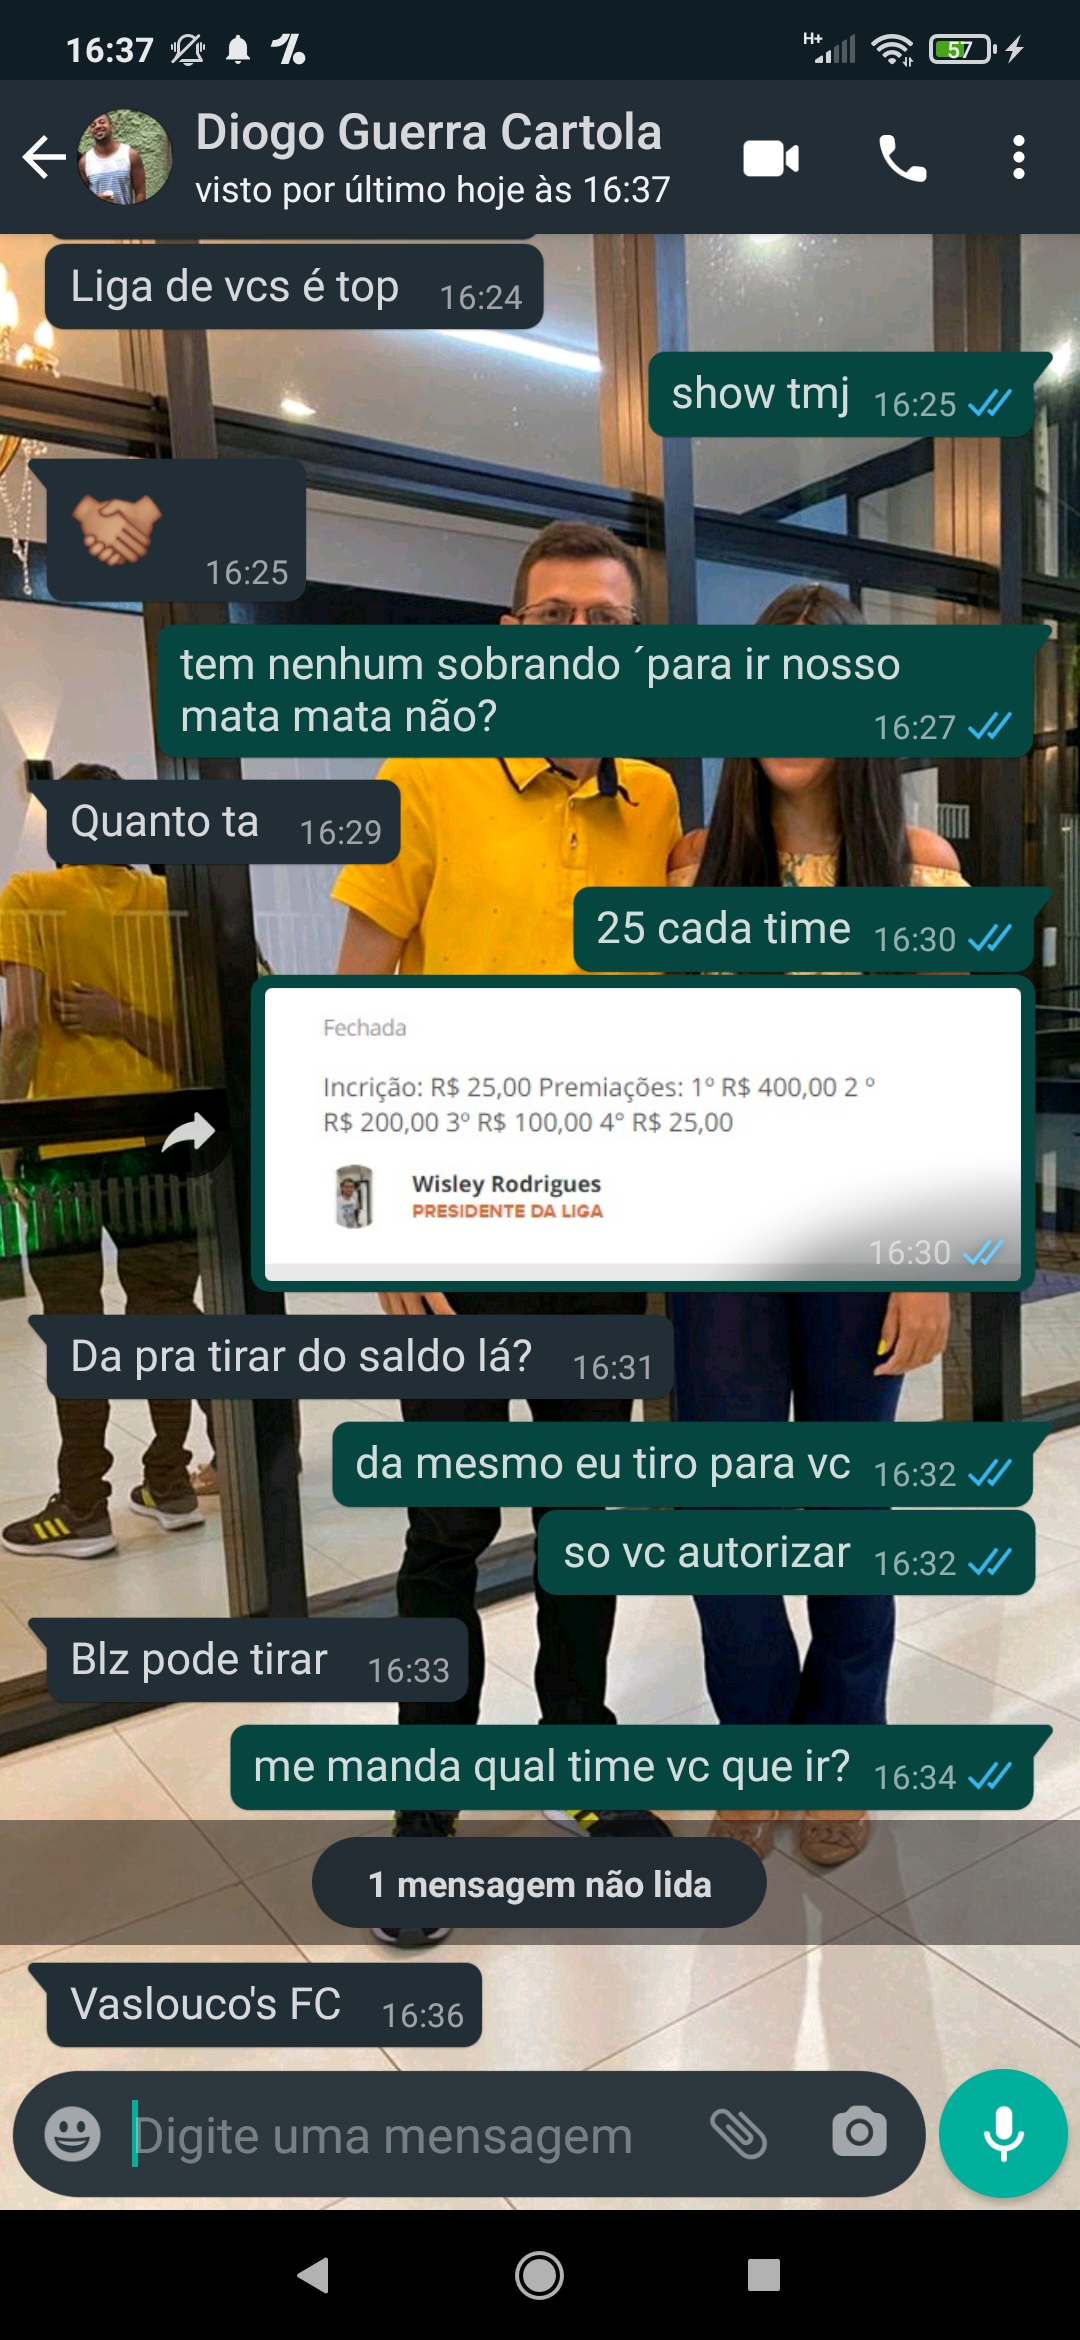 16:37
H+
57
Diogo Guerra Cartola
visto por último hoje às 16:37
Liga de vcs é top 16:24
show tmj 16:25
16:25
tem nenhum sobrando ´para ir nosso
mata mata não? 16:27
Quanto ta 16:29
25 cada time 16:30
Fechada
Incrição: R$ 25,00 Premiações: 1º R$ 400,00 2 º
R$ 200,00 3º R$ 100,00 4° R$ 25,00
Wisley Rodrigues
PRESIDENTE DA LIGA
16:30
Da pra tirar do saldo lá? 16:31
da mesmo eu tiro para vc 16:32
so vc autorizar 16:32
Blz pode tirar 16:33
me manda qual time vc que ir? 16:34
1 mensagem não lida
Vaslouco's FC 16:36
Digite uma mensagem